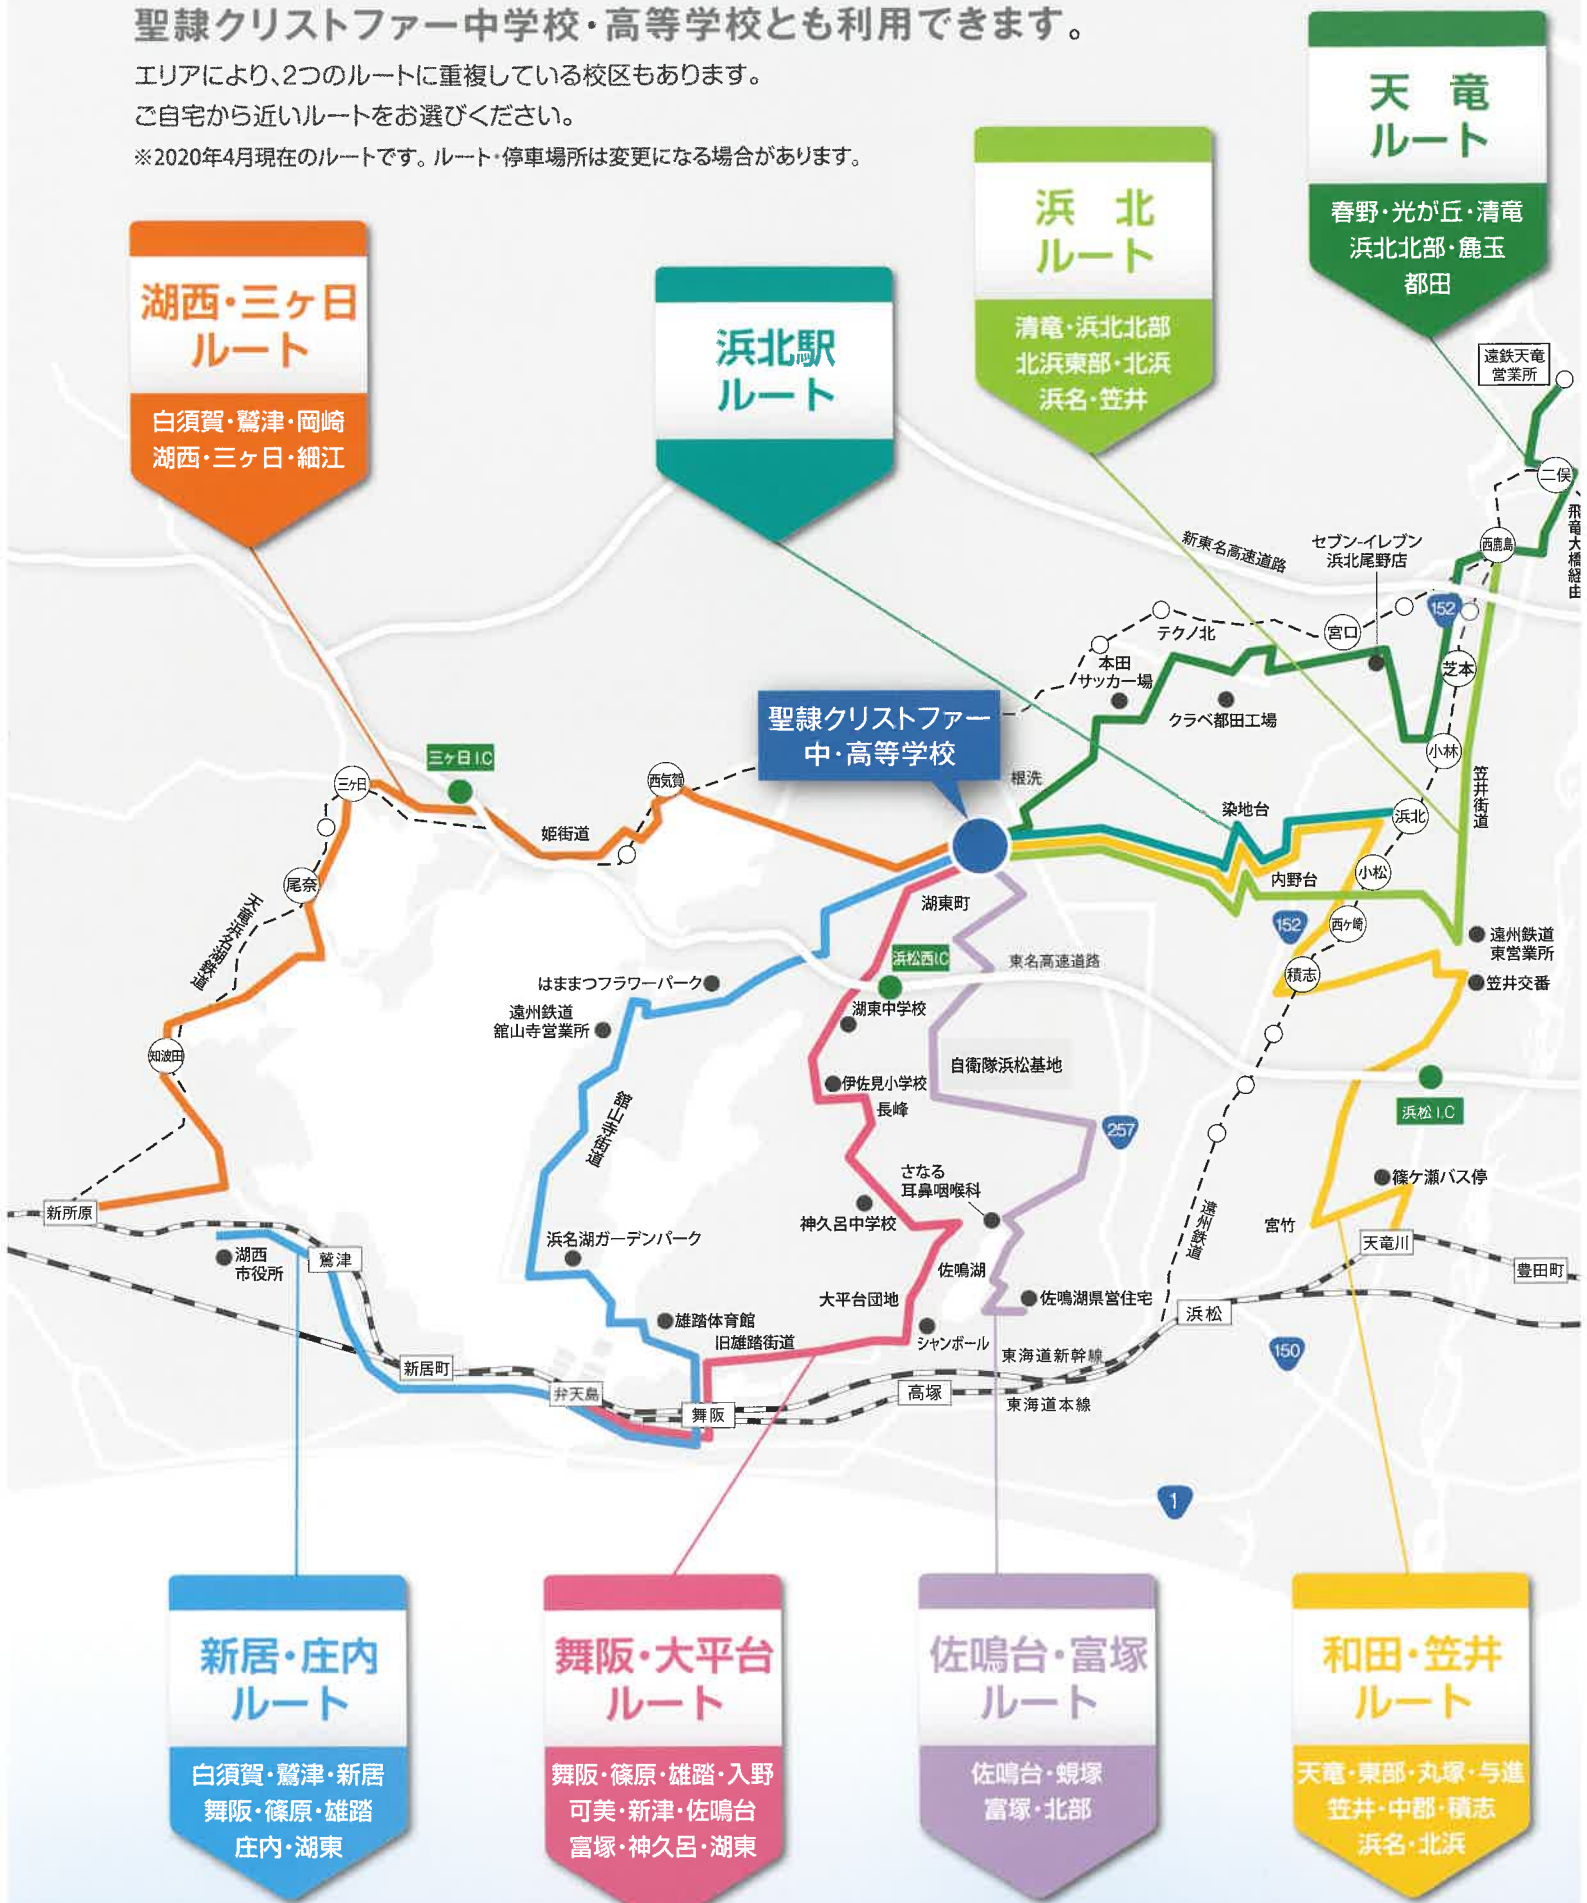 聖隷クリストファー中学校・高等学校とも利用できます。
エリアにより、2つのルートに重複している校区もあります。
ご自宅から近いルートをお選びください。
※2020年4月現在のルートです。ルート・停車場所は変更になる場合があります。
天 竜
ルート
春野・光が丘・清竜
浜北北部・麁玉
都田
浜 北
ルート
清竜・浜北北部
北浜東部・北浜
浜名・笠井
湖西・三ヶ日
ルート
白須賀・鷲津・岡崎
湖西・三ヶ日・細江
浜北駅
ルート
遠鉄天竜
営業所
二俣
飛竜大橋経由
西鹿島
新東名高速道路
セブン-イレブン
浜北尾野店
152
テクノ北
宮口
芝本
本田
サッカー場
クラベ都田工場
小林
聖隷クリストファー
中・高等学校
根洗
三ヶ日I.C
三ヶ日
西気賀
姫街道
染地台
浜北
笠井街道
尾奈
天竜浜名湖鉄道
湖東町
内野台
小松
152
西ヶ崎
遠州鉄道
東営業所
浜松西I.C
東名高速道路
積志
笠井交番
はままつフラワーパーク
遠州鉄道
舘山寺営業所
湖東中学校
知波田
伊佐見小学校
自衛隊浜松基地
長峰
舘山寺街道
257
浜松I.C
さなる
耳鼻咽喉科
篠ケ瀬バス停
新所原
神久呂中学校
遠州鉄道
宮竹
湖西
市役所
鷲津
浜名湖ガーデンパーク
天竜川
豊田町
佐鳴湖
大平台団地
佐鳴湖県営住宅
浜松
雄踏体育館
旧雄踏街道
シャンボール
150
新居町
東海道新幹線
弁天島
高塚
東海道本線
舞阪
1
新居・庄内
ルート
白須賀・鷲津・新居
舞阪・篠原・雄踏
庄内・湖東
舞阪・大平台
ルート
舞阪・篠原・雄踏・入野
可美・新津・佐鳴台
富塚・神久呂・湖東
佐鳴台・富塚
ルート
佐鳴台・蜆塚
富塚・北部
和田・笠井
ルート
天竜・東部・丸塚・与進
笠井・中郡・積志
浜名・北浜